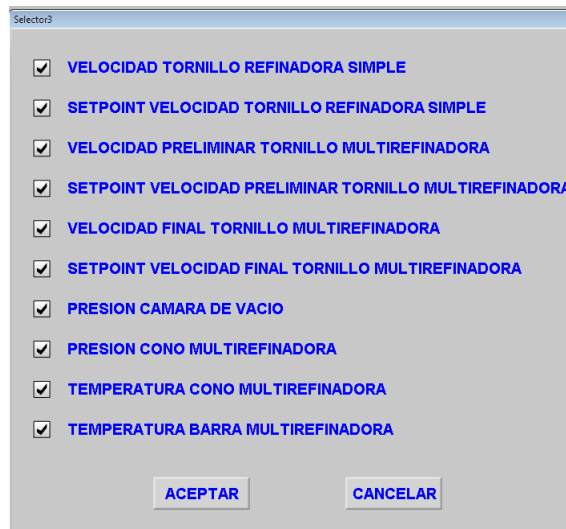 Selector3
VELOCIDAD TORNILLO REFINADORA SIMPLE
SETPOINT VELOCIDAD TORNILLO REFINADORA SIMPLE
VELOCIDAD PRELIMINAR TORNILLO MULTIREFINADORA
SETPOINT VELOCIDAD PRELIMINAR TORNILLO MULTIREFINADORA
VELOCIDAD FINAL TORNILLO MULTIREFINADORA
SETPOINT VELOCIDAD FINAL TORNILLO MULTIREFINADORA
PRESION CAMARA DE VACIO
PRESION CONO MULTIREFINADORA
TEMPERATURA CONO MULTIREFINADORA
TEMPERATURA BARRA MULTIREFINADORA
ACEPTAR CANCELAR